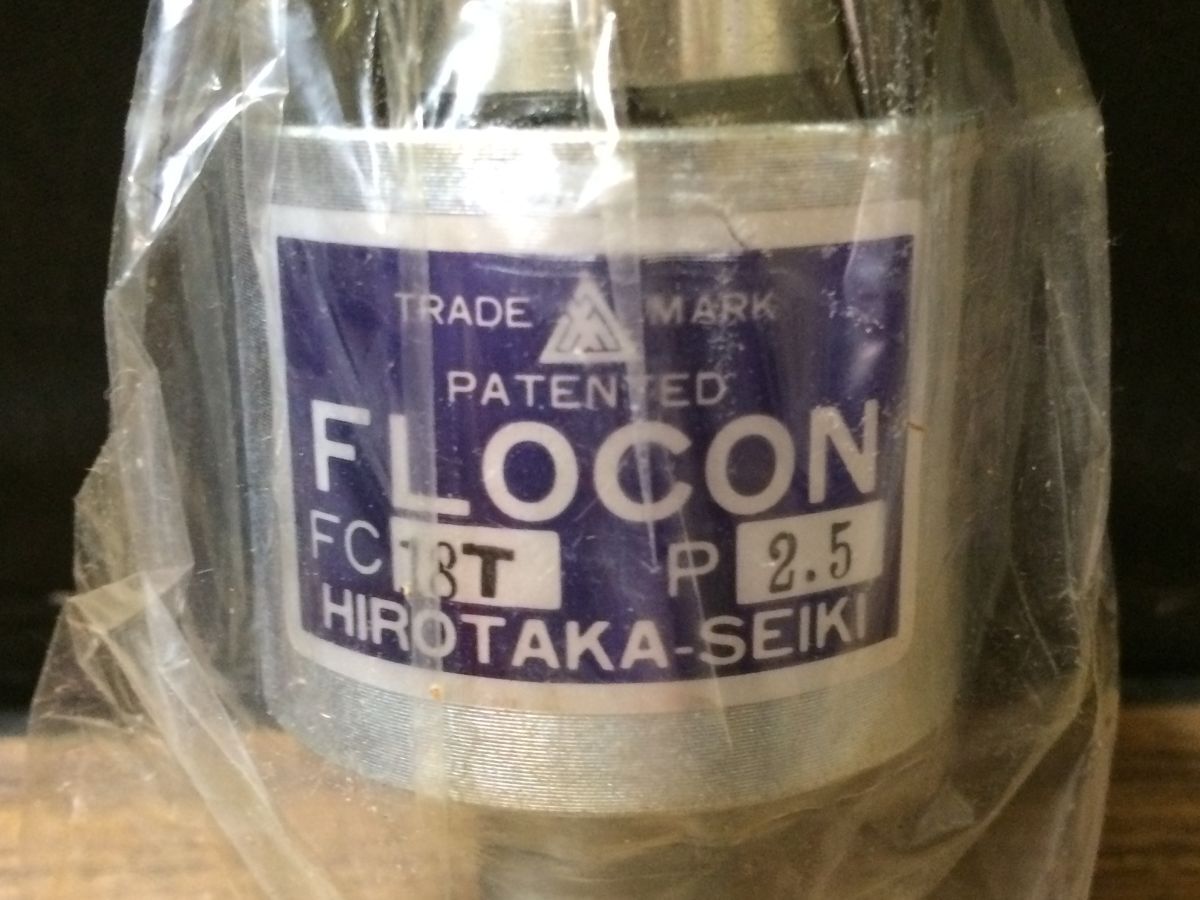 TRADE MARK
PATENTED
FLOCON
FC 18T P 2.5
HIROTAKA-SEIKI